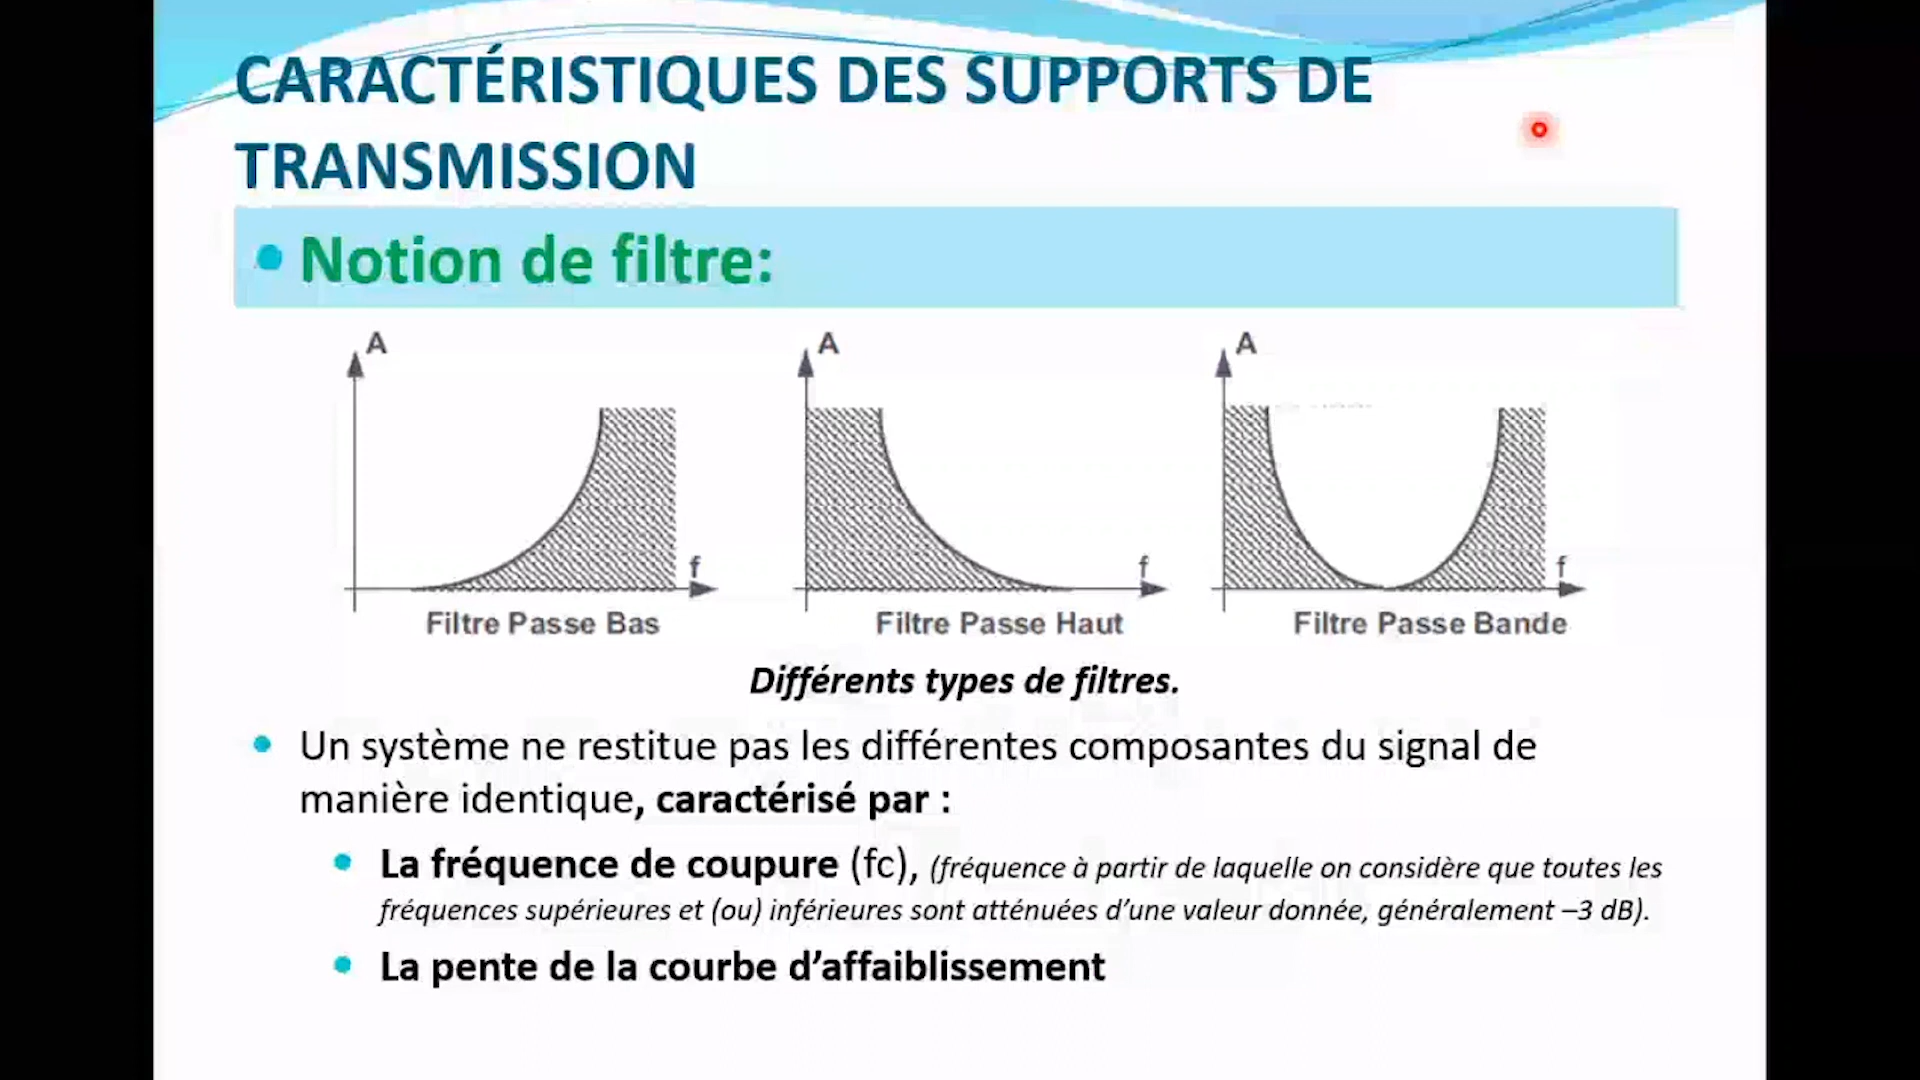 CARACTÉRISTIQUES DES SUPPORTS DE
TRANSMISSION
Notion de filtre:
A
A
A
f
f
f
Filtre Passe Bas
Filtre Passe Haut
Filtre Passe Bande
Différents types de filtres.
Un système ne restitue pas les différentes composantes du signal de
manière identique, caractérisé par :
La fréquence de coupure (fc), (fréquence à partir de laquelle on considère que toutes les
fréquences supérieures et (ou) inférieures sont atténuées d’une valeur donnée, généralement –3 dB).
La pente de la courbe d’affaiblissement